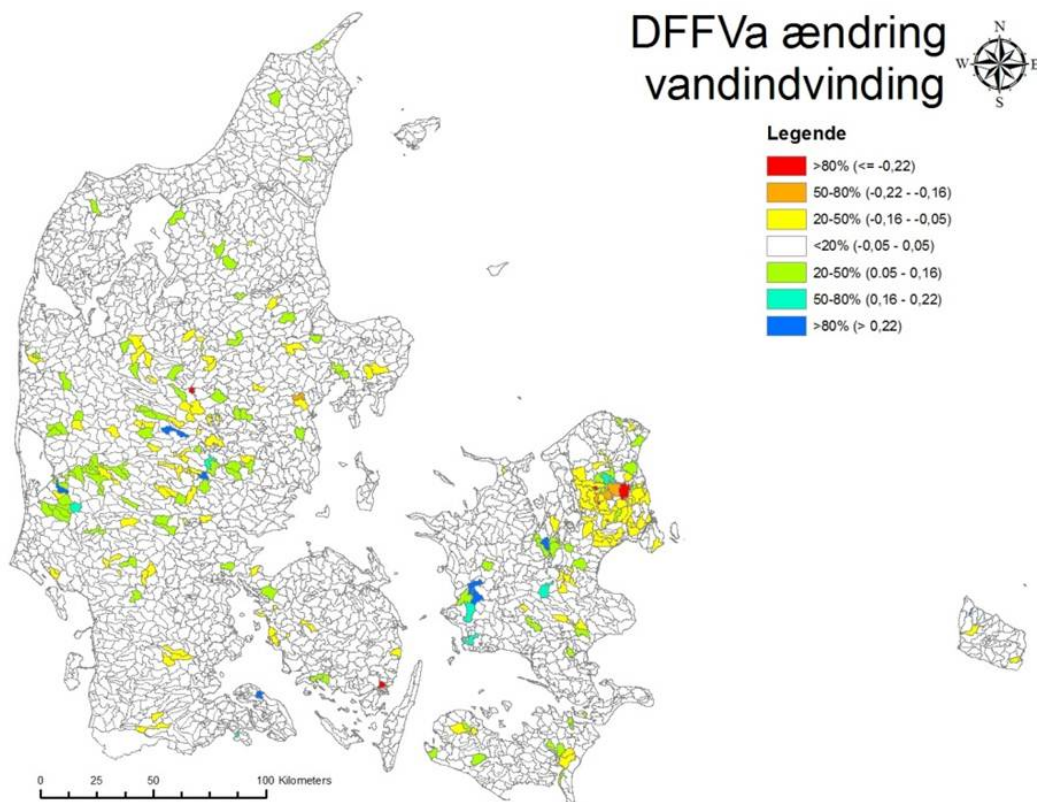 DFFVa ændring
vandindvinding
N
W E
S
Legende
>80% (<= -0,22)
50-80% (-0,22 - -0,16)
20-50% (-0,16 - -0,05)
<20% (-0,05 - 0,05)
20-50% (0.05 - 0,16)
50-80% (0,16 - 0,22)
>80% (> 0,22)
0 25 50 100 Kilometers